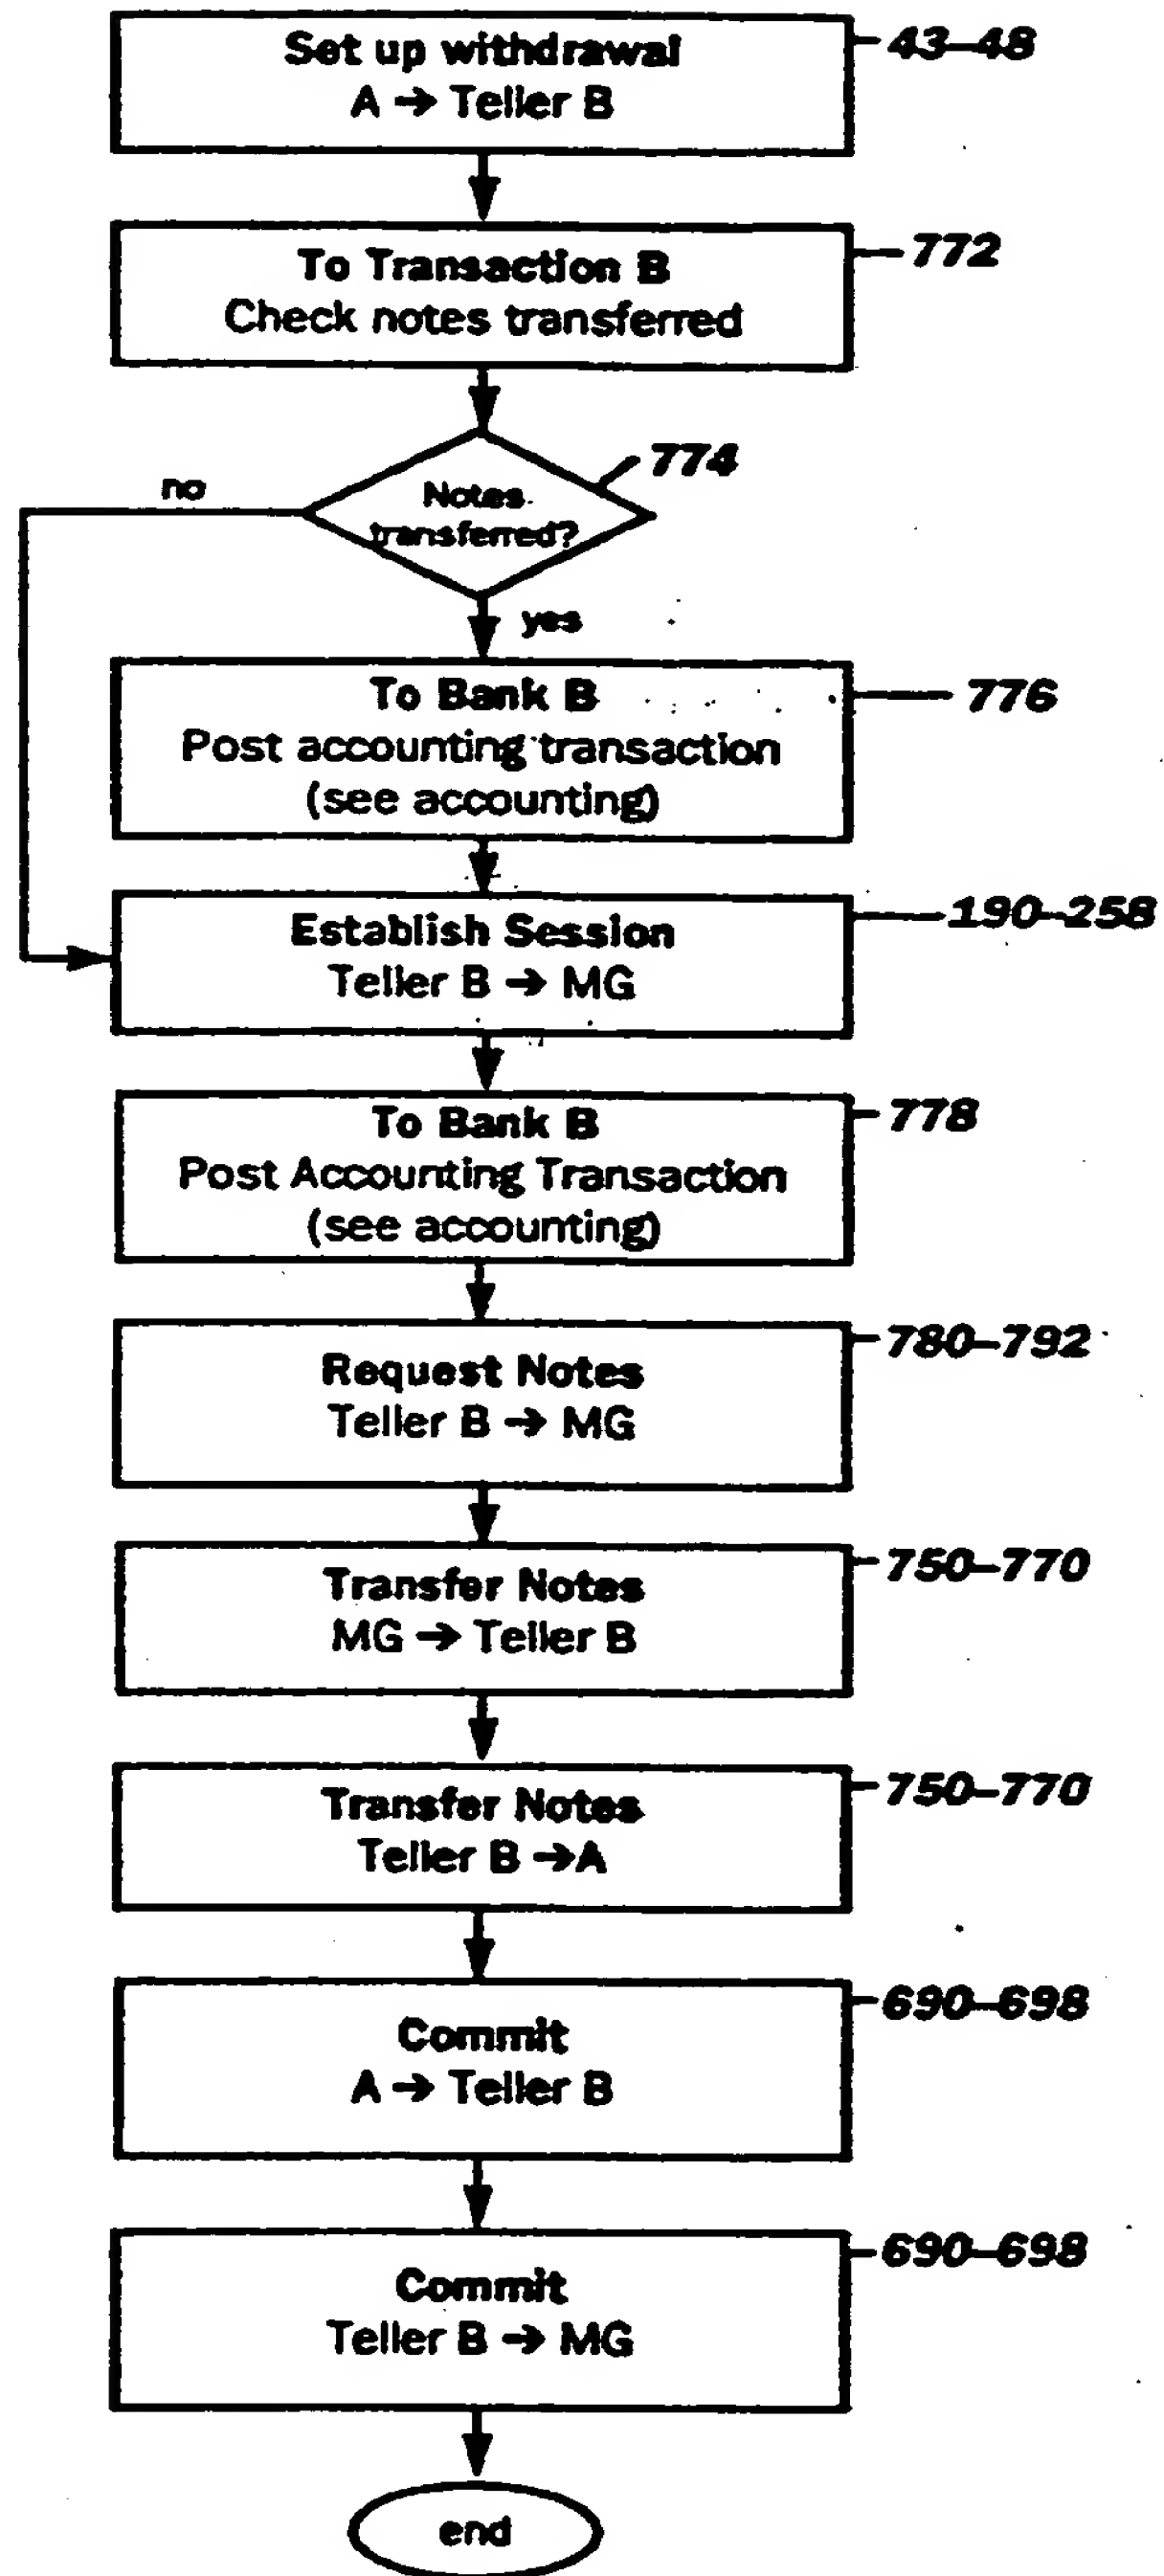 Set up withdrawal
A → Teller B
43–48
To Transaction B
Check notes transferred
772
Notes
transferred?
774
no
yes
To Bank B
Post accounting transaction
(see accounting)
776
Establish Session
Teller B → MG
190–258
To Bank B
Post Accounting Transaction
(see accounting)
778
Request Notes
Teller B → MG
780–792
Transfer Notes
MG → Teller B
750–770
Transfer Notes
Teller B →A
750–770
Commit
A → Teller B
690–698
Commit
Teller B → MG
690–698
end